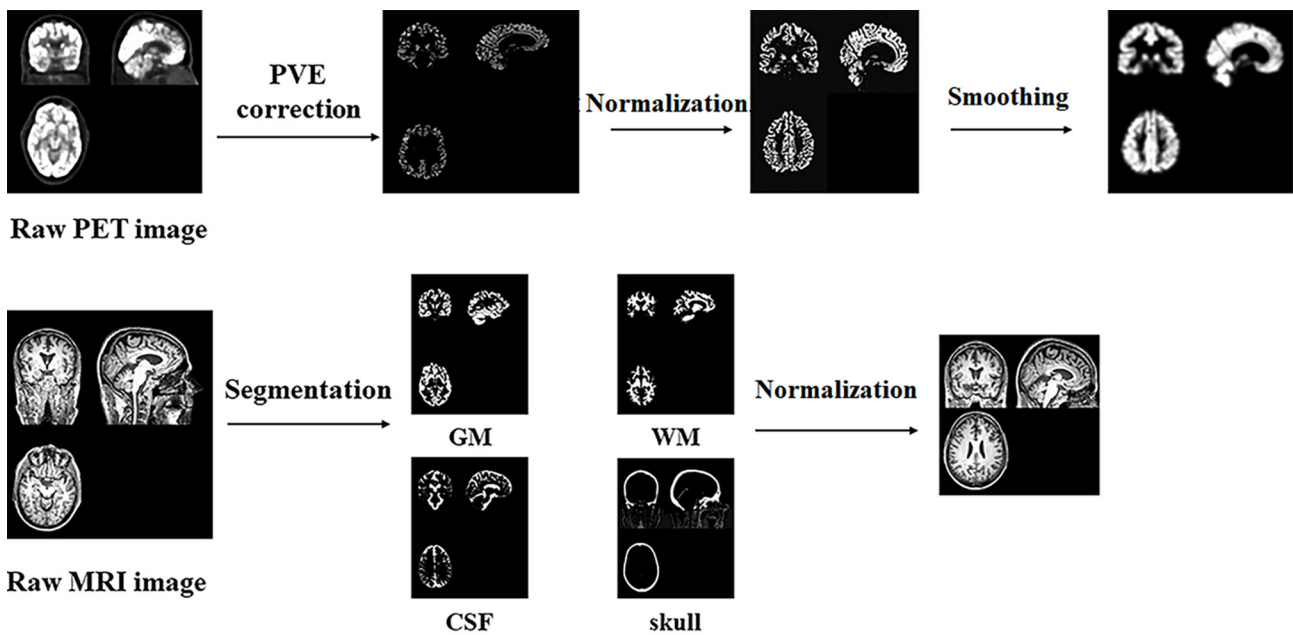 PVE
correction
Normalization
Smoothing
Raw PET image
Segmentation
Normalization
GM
WM
Raw MRI image
CSF
skull